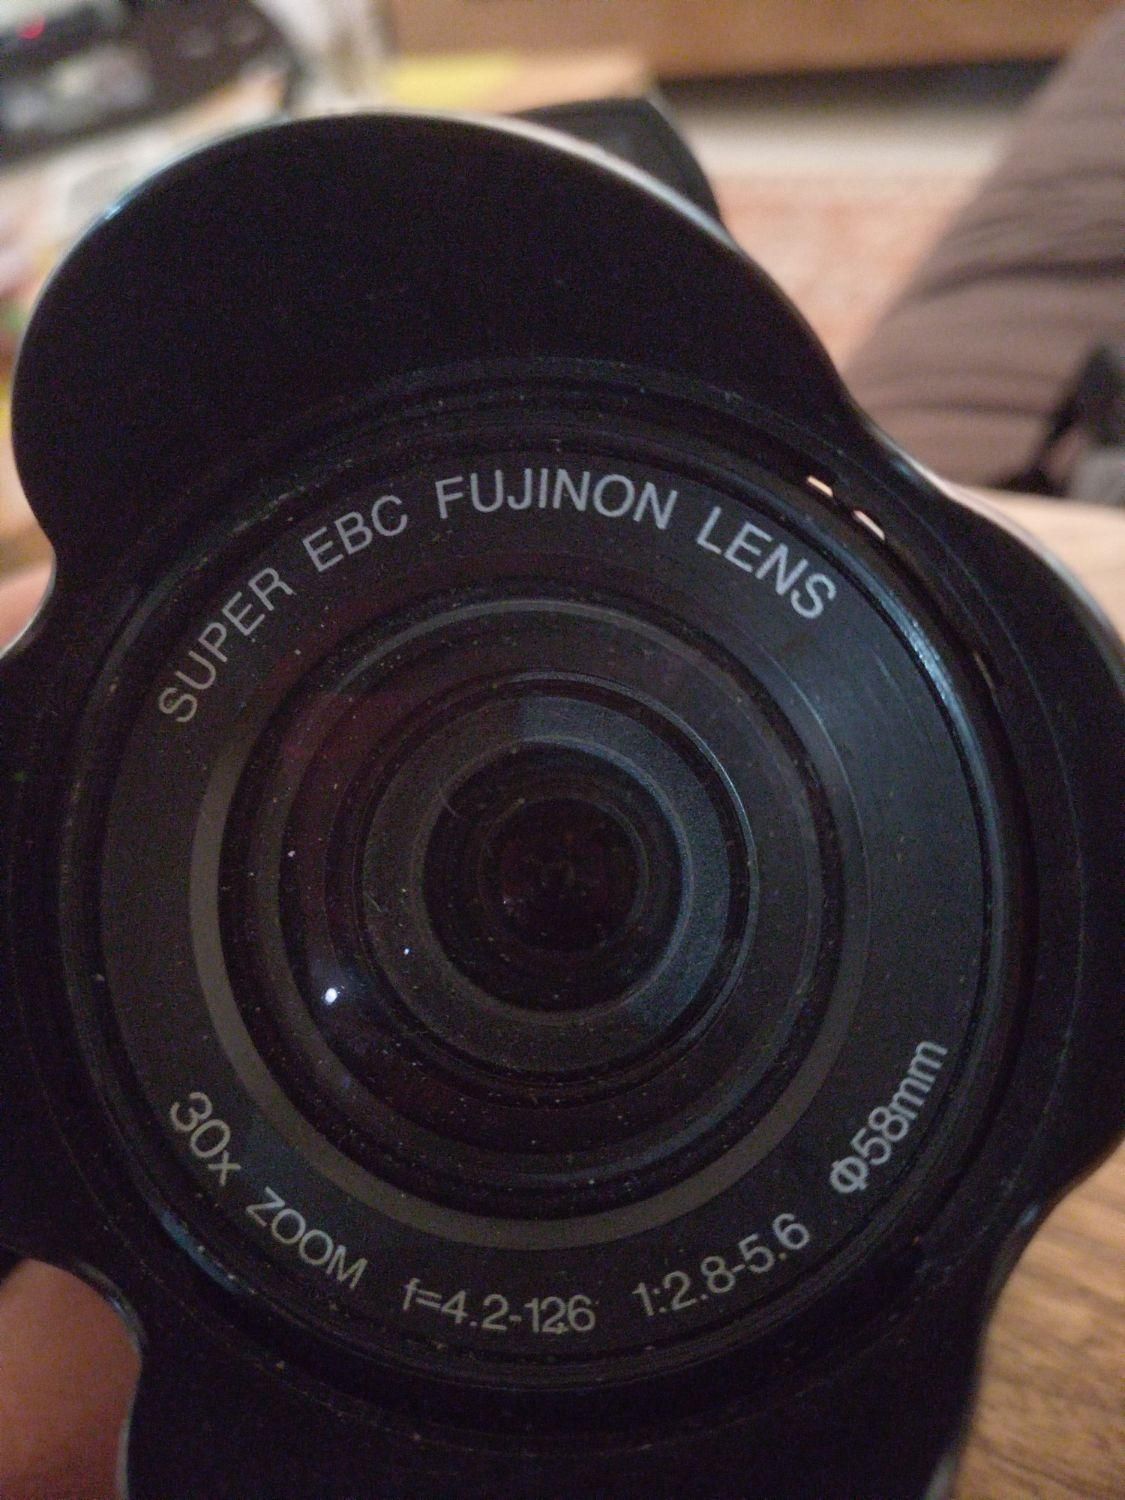 SUPER EBC FUJINON LENS
30x ZOOM f=4.2-126 1:2.8-5.6 Φ58mm